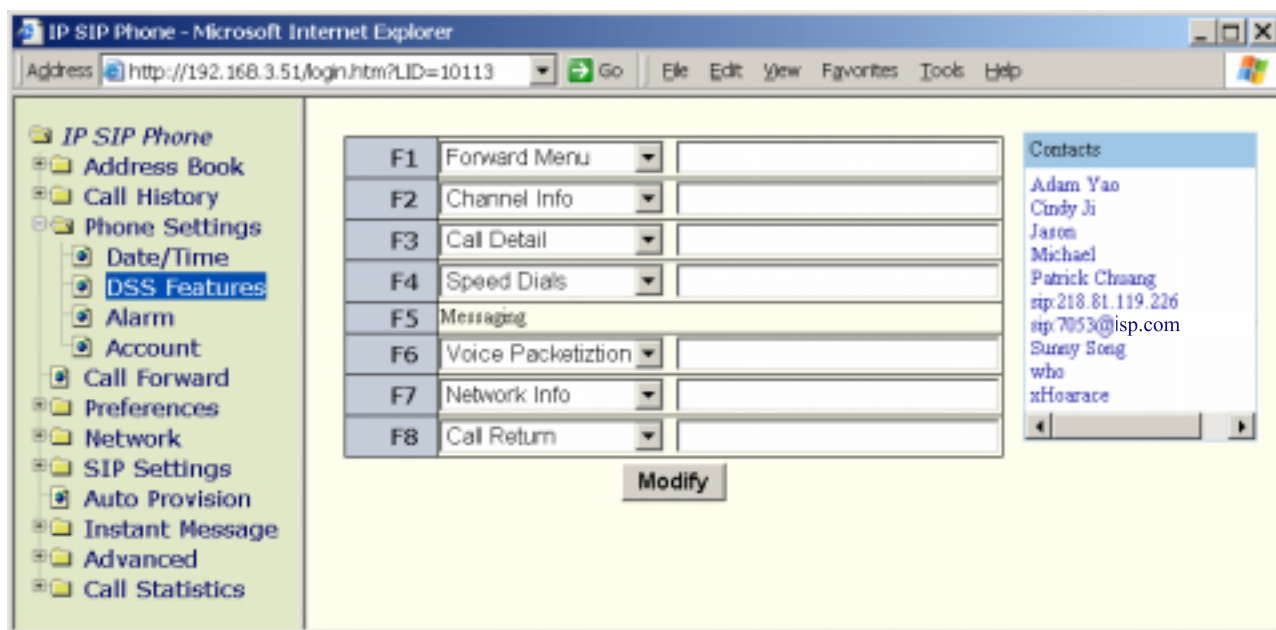 IP SIP Phone - Microsoft Internet Explorer
Address http://192.168.3.51/login.htm?LID=10113 Go File Edit View Favorites Tools Help
IP SIP Phone
Address Book
Call History
Phone Settings
Date/Time
DSS Features
Alarm
Account
Call Forward
Preferences
Network
SIP Settings
Auto Provision
Instant Message
Advanced
Call Statistics
F1 Forward Menu
F2 Channel Info
F3 Call Detail
F4 Speed Dials
F5 Messaging
F6 Voice Packetiztion
F7 Network Info
F8 Call Return
Modify
Contacts
Adam Yao
Cindy Ji
Jason
Michael
Patrick Chuang
sip:218.81.119.226
sip:7053@isp.com
Sunny Song
who
xHoarace